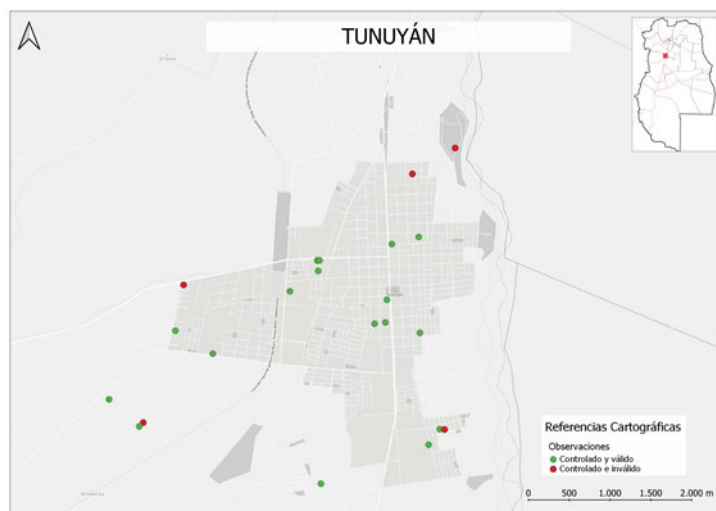 TUNUYÁN
Referencias Cartográficas
Observaciones
Controlado y válido
Controlado e inválido
0 500 1.000 1.500 2.000 m